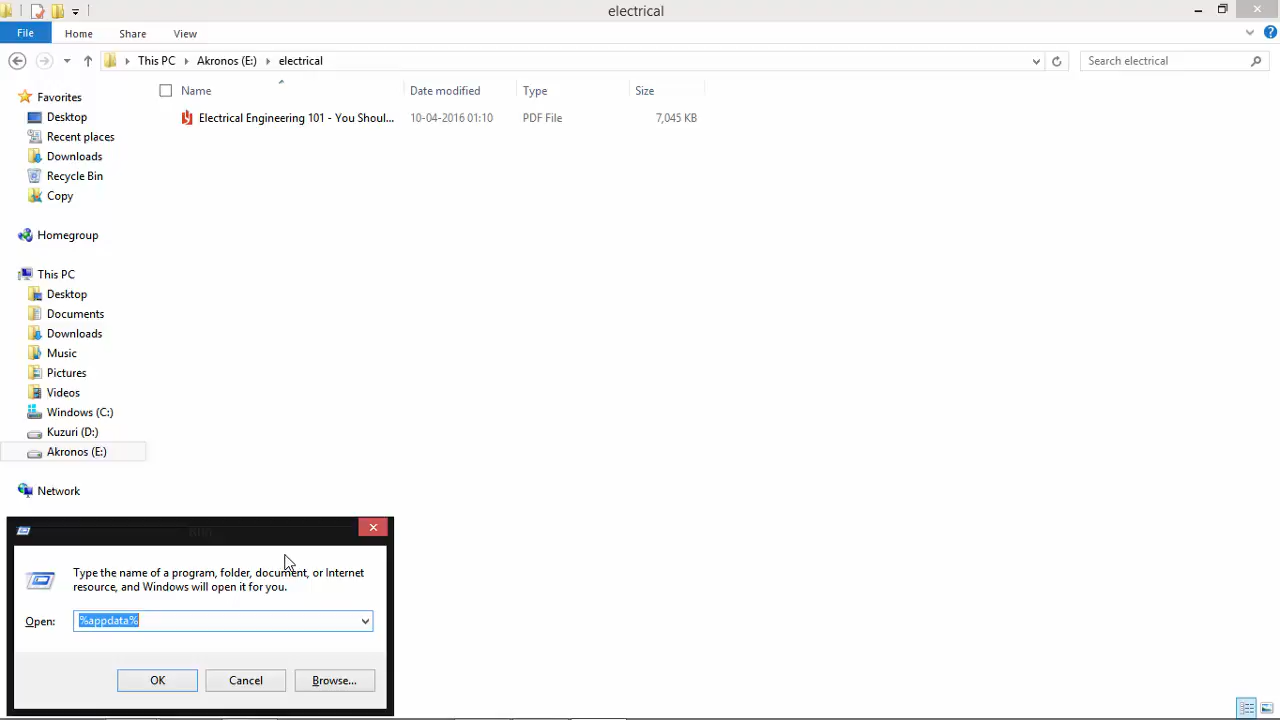 electrical
File Home Share View
This PC Akronos (E:) electrical Search electrical
Name Date modified Type Size
Electrical Engineering 101 - You Shoul... 10-04-2016 01:10 PDF File 7,045 KB
Favorites
Desktop
Recent places
Downloads
Recycle Bin
Copy
Homegroup
This PC
Desktop
Documents
Downloads
Music
Pictures
Videos
Windows (C:)
Kuzuri (D:)
Akronos (E:)
Network
Run
Type the name of a program, folder, document, or Internet
resource, and Windows will open it for you.
Open: %appdata%
OK Cancel Browse...